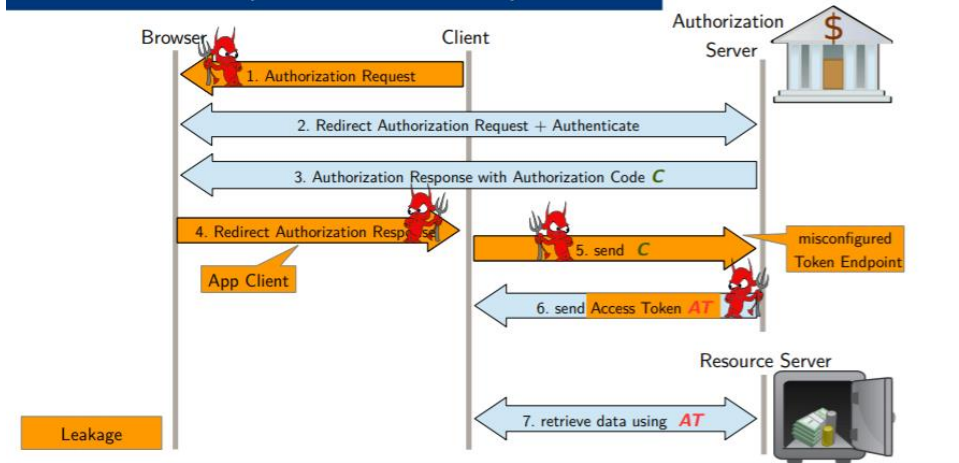 Authorization
Server
$
Browser
Client
1. Authorization Request
2. Redirect Authorization Request + Authenticate
3. Authorization Response with Authorization Code C
4. Redirect Authorization
App Client
5. send C
misconfigured
Token Endpoint
6. send Access Token AT
Resource Server
7. retrieve data using AT
Leakage